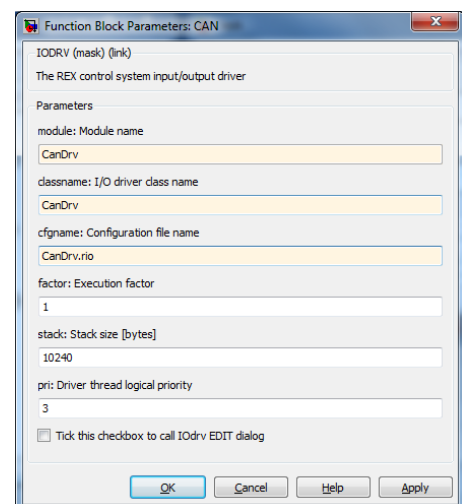 Function Block Parameters: CAN
IODRV (mask) (link)
The REX control system input/output driver
Parameters
module: Module name
CanDrv
classname: I/O driver class name
CanDrv
cfgname: Configuration file name
CanDrv.rio
factor: Execution factor
1
stack: Stack size [bytes]
10240
pri: Driver thread logical priority
3
Tick this checkbox to call IOdrv EDIT dialog
OK Cancel Help Apply